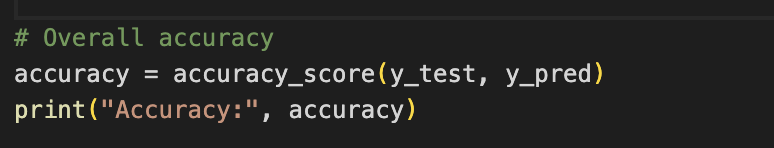 # Overall accuracy
accuracy = accuracy_score(y_test, y_pred)
print("Accuracy:", accuracy)